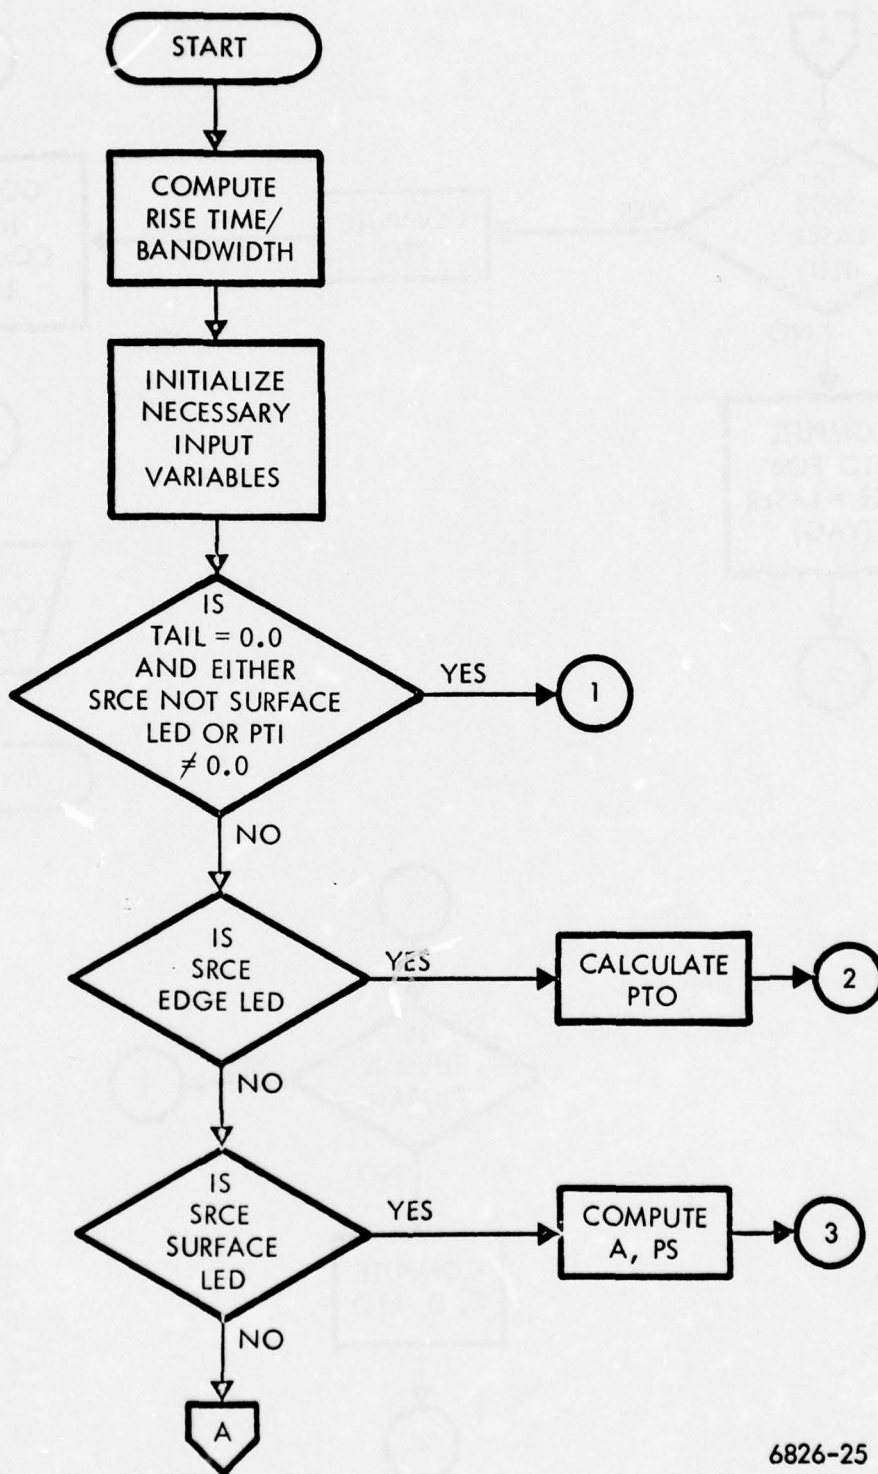 START
COMPUTE
RISE TIME/
BANDWIDTH
INITIALIZE
NECESSARY
INPUT
VARIABLES
IS
TAIL = 0.0
AND EITHER
SRCE NOT SURFACE
LED OR PTI
≠ 0.0
YES
1
NO
IS
SRCE
EDGE LED
YES
CALCULATE
PTO
2
NO
IS
SRCE
SURFACE
LED
YES
COMPUTE
A, PS
3
NO
A
6826-25